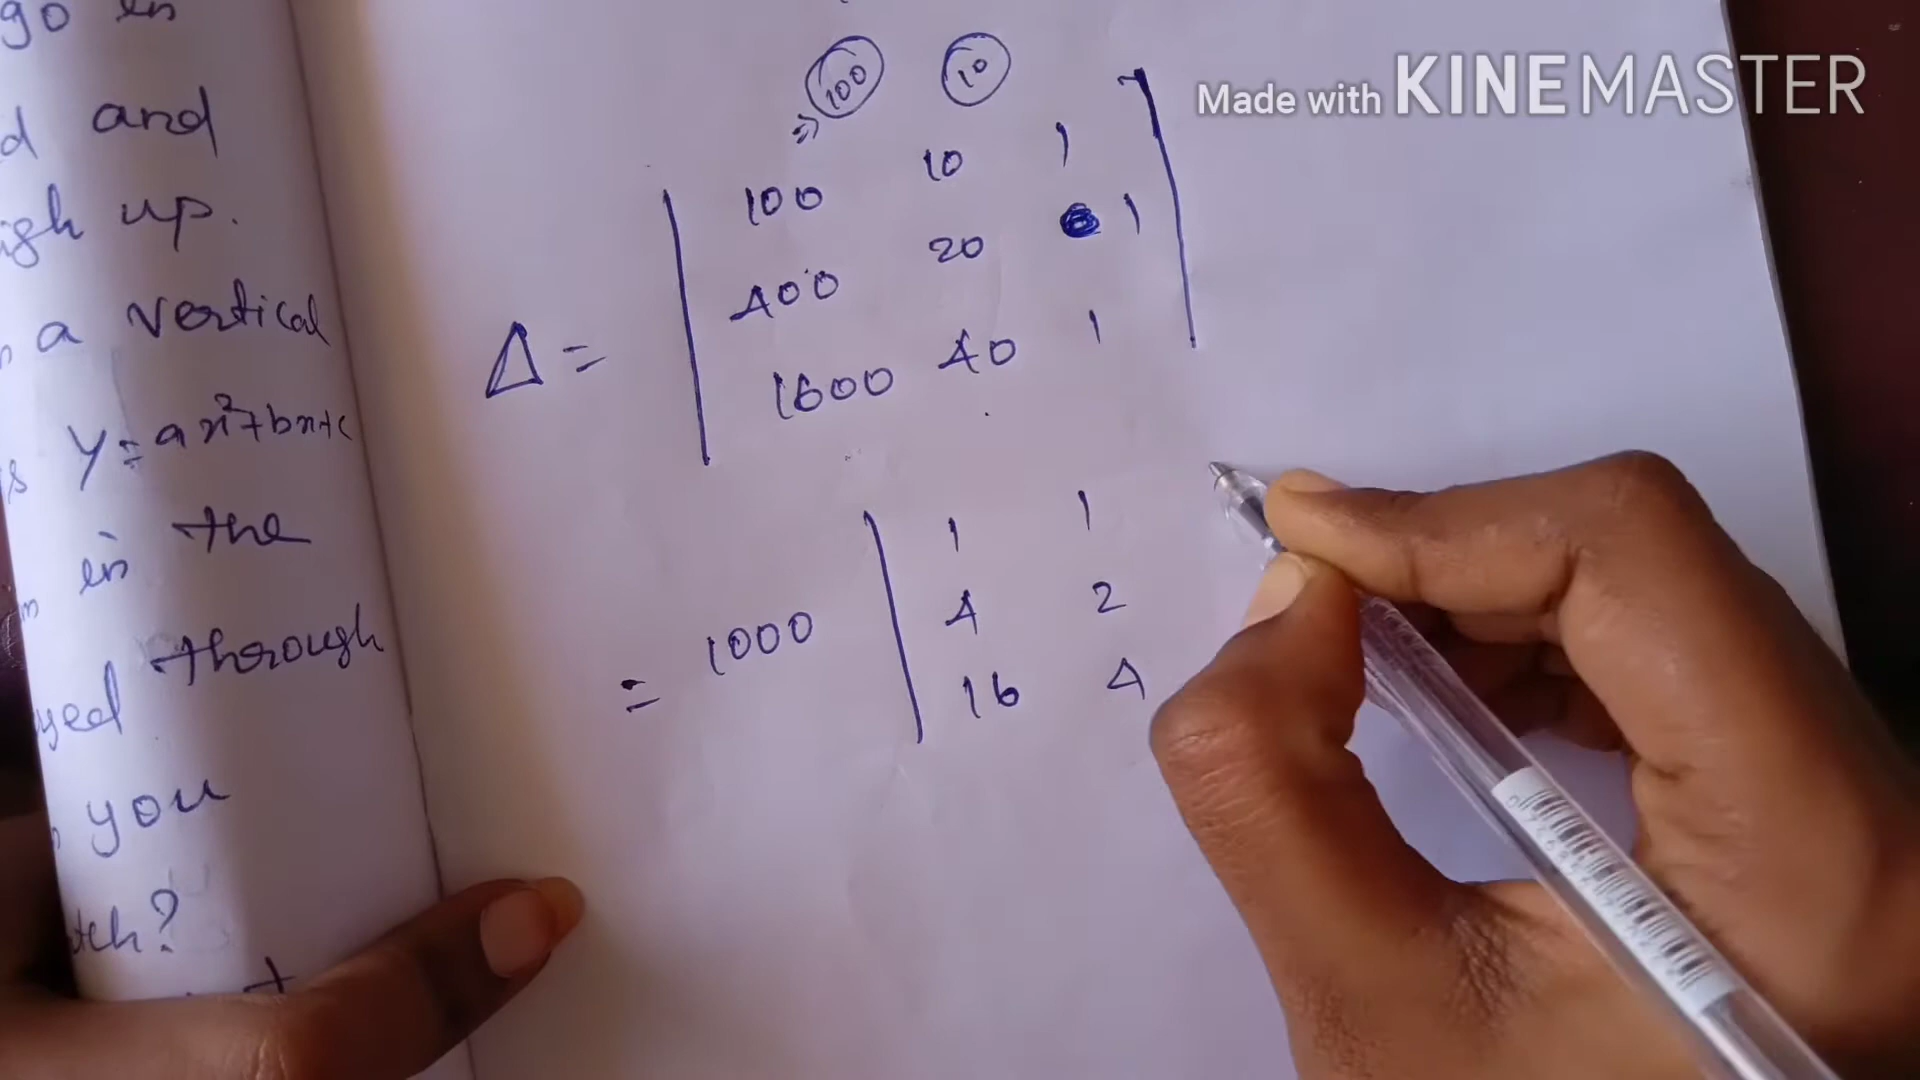 go in
d and
igh up.
a vertical
y=ax²+bx+c
in the
through
you
tch?
Made with KINEMASTER
100 10
⇒
100 10 1
400 20 1
Δ= 1600 40 1
1 1
4 2
= 1000 16 4